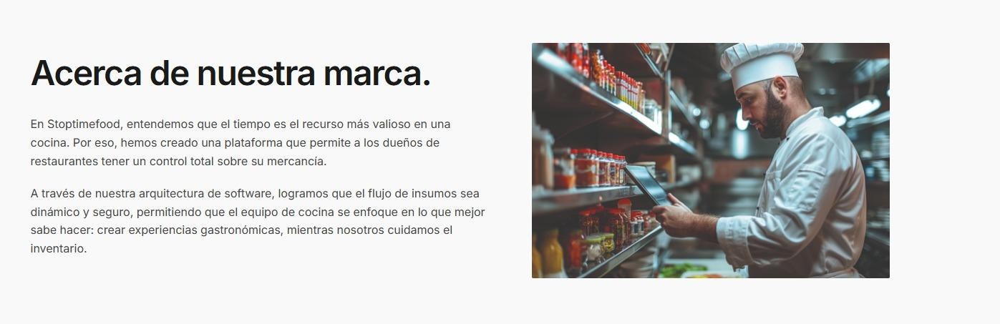 Acerca de nuestra marca.
En Stoptimefood, entendemos que el tiempo es el recurso más valioso en una
cocina. Por eso, hemos creado una plataforma que permite a los dueños de
restaurantes tener un control total sobre su mercancía.
A través de nuestra arquitectura de software, logramos que el flujo de insumos sea
dinámico y seguro, permitiendo que el equipo de cocina se enfoque en lo que mejor
sabe hacer: crear experiencias gastronómicas, mientras nosotros cuidamos el
inventario.